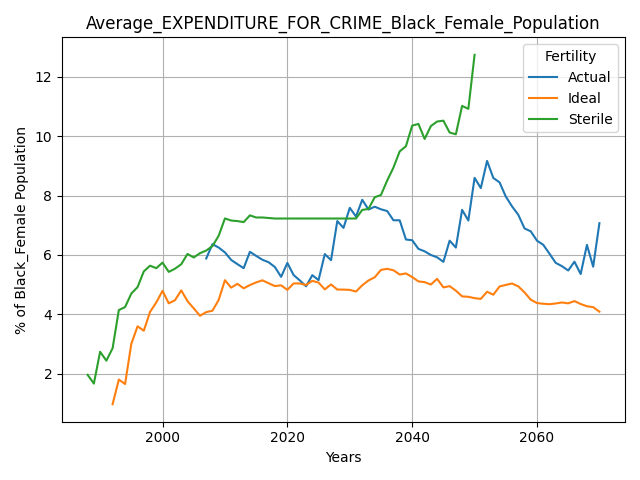 Average_EXPENDITURE_FOR_CRIME_Black_Female_Population
% of Black_Female Population
12
10
8
6
4
2
Fertility
Actual
Ideal
Sterile
2000
2020
2040
2060
Years